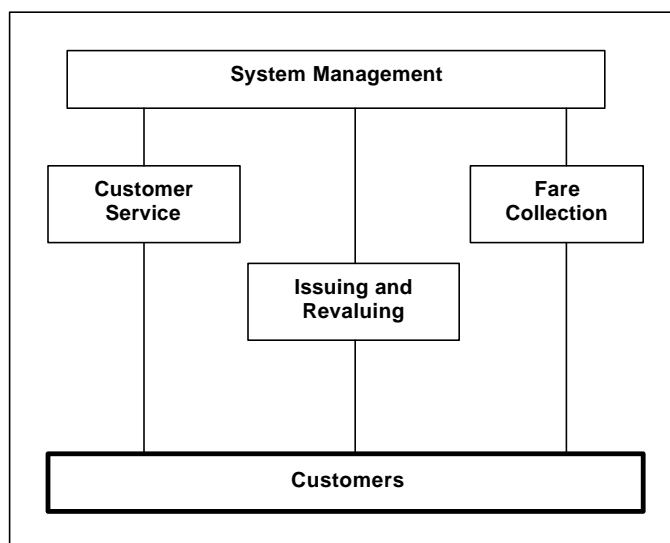 System Management
Customer
Service
Fare
Collection
Issuing and
Revaluing
Customers